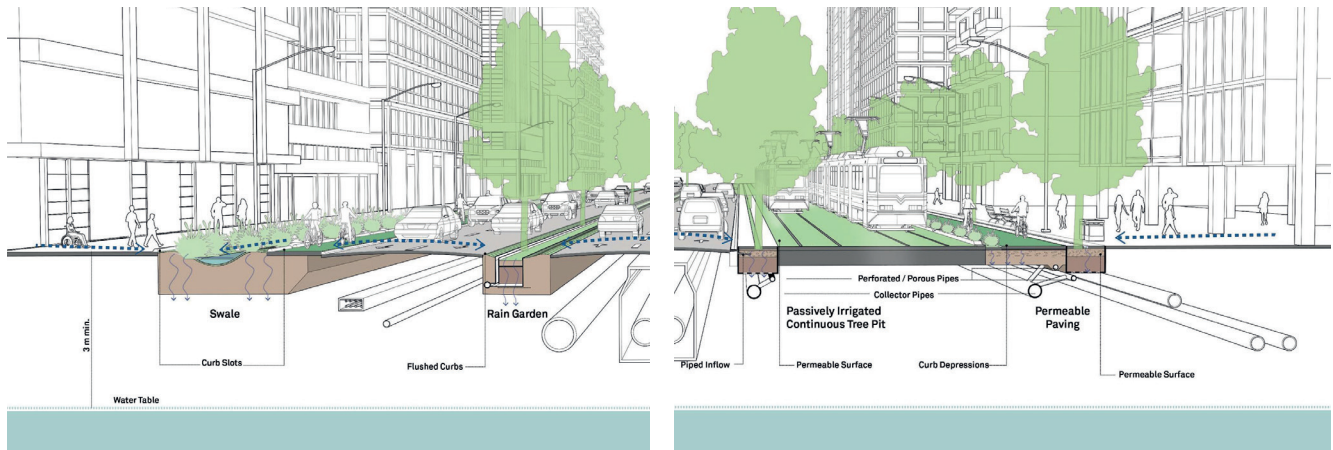 Swale
Rain Garden
3 m min.
Curb Slots
Flushed Curbs
Water Table
Perforated / Porous Pipes
Collector Pipes
Passively Irrigated
Continuous Tree Pit
Permeable
Paving
Piped Inflow
Permeable Surface
Curb Depressions
Permeable Surface